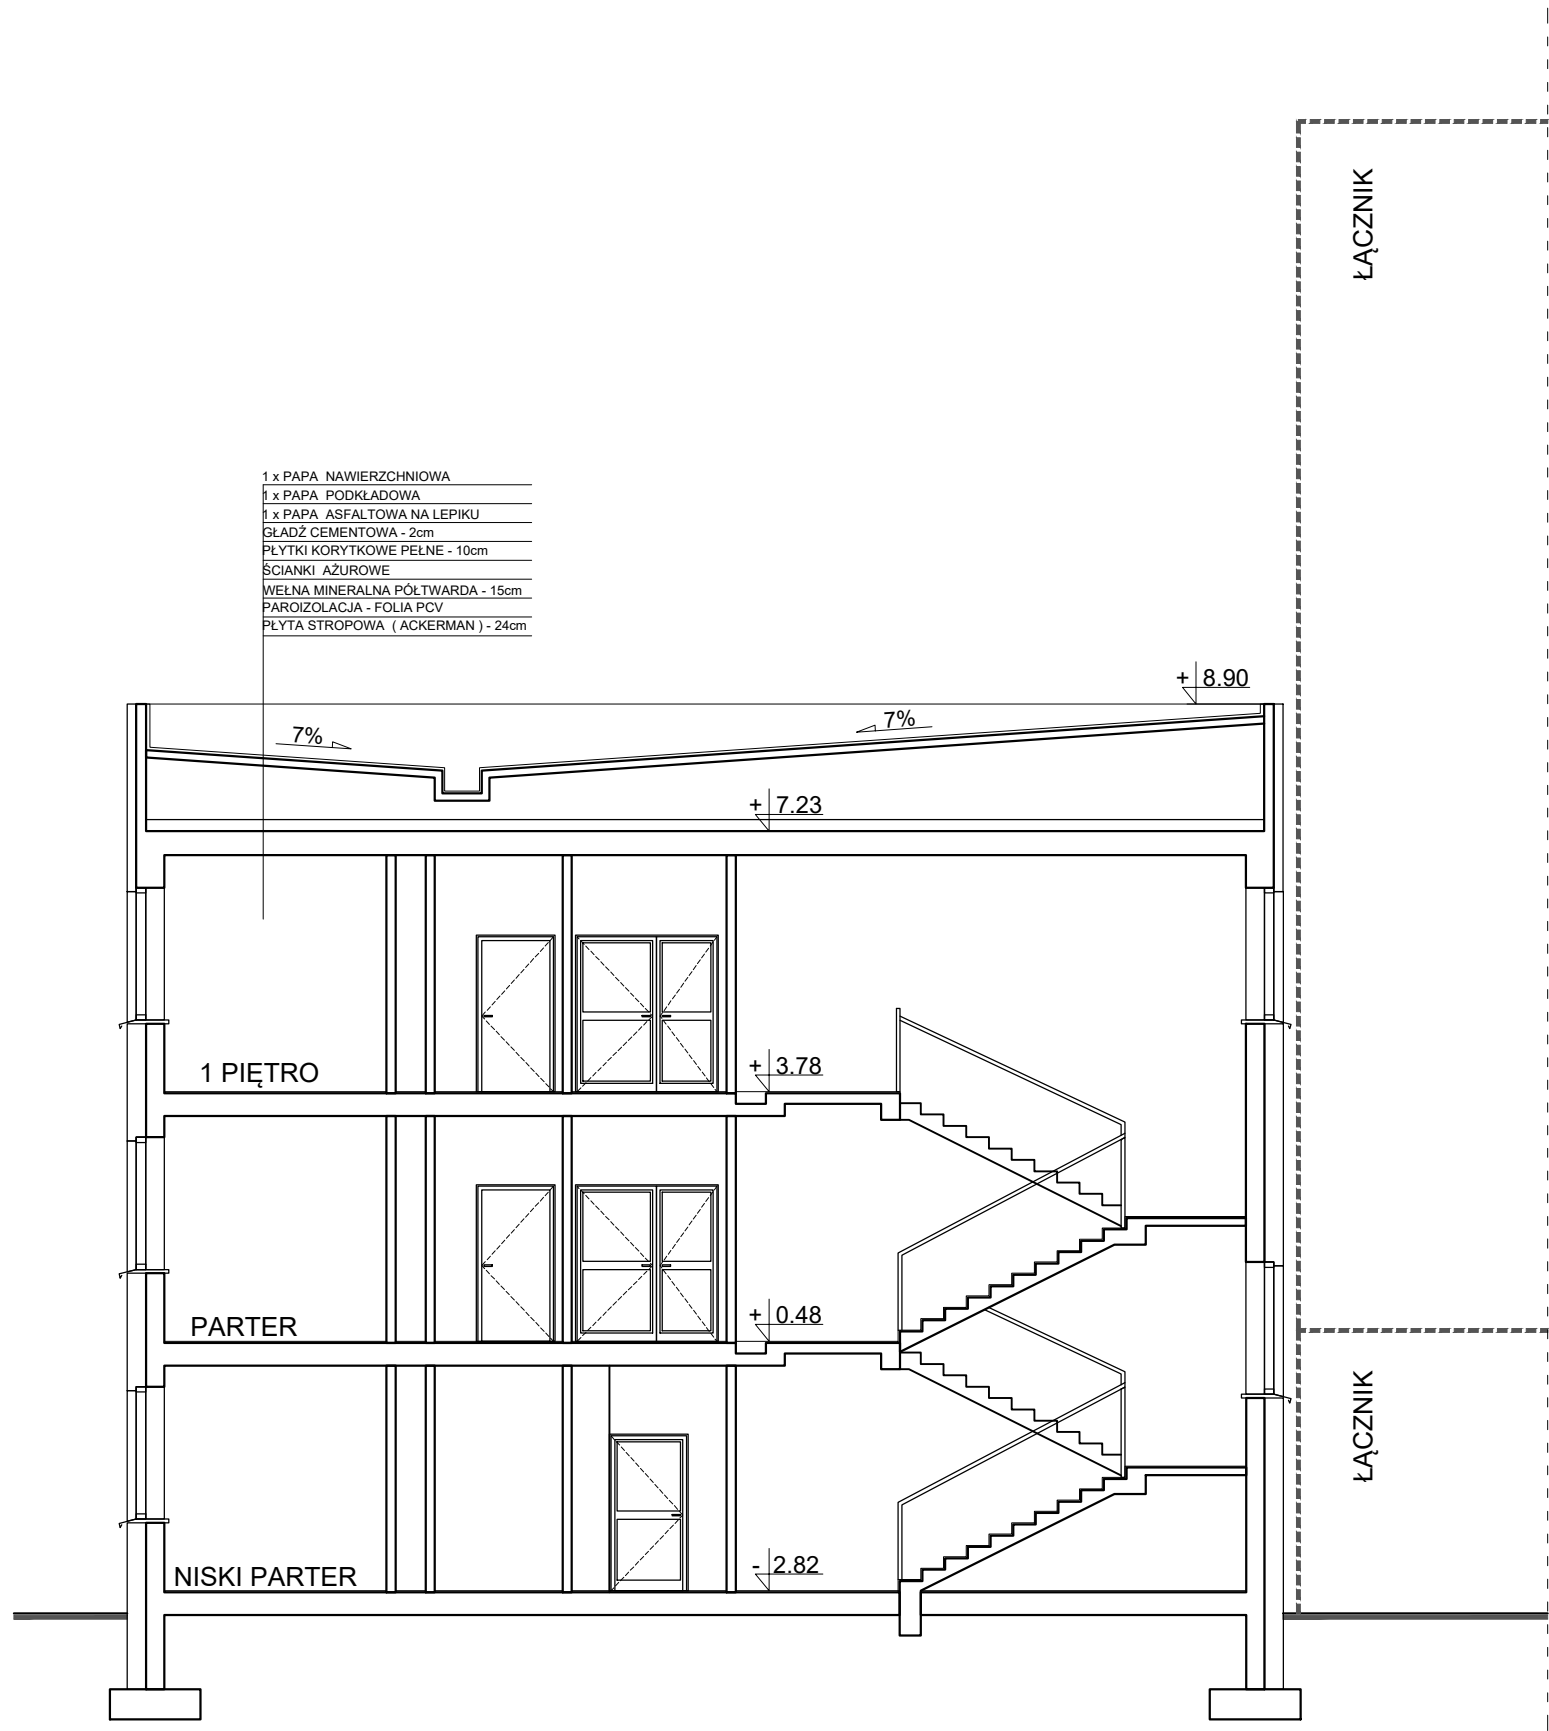 ŁĄCZNIK
1 x PAPA NAWIERZCHNIOWA
1 x PAPA PODKŁADOWA
1 x PAPA ASFALTOWA NA LEPIKU
GŁADŹ CEMENTOWA - 2cm
PŁYTKI KORYTKOWE PEŁNE - 10cm
ŚCIANKI AŻUROWE
WEŁNA MINERALNA PÓŁTWARDA - 15cm
PAROIZOLACJA - FOLIA PCV
PŁYTA STROPOWA ( ACKERMAN ) - 24cm
+ 8.90
7%
7%
+ 7.23
+ 3.78
1 PIĘTRO
+ 0.48
PARTER
ŁĄCZNIK
- 2.82
NISKI PARTER